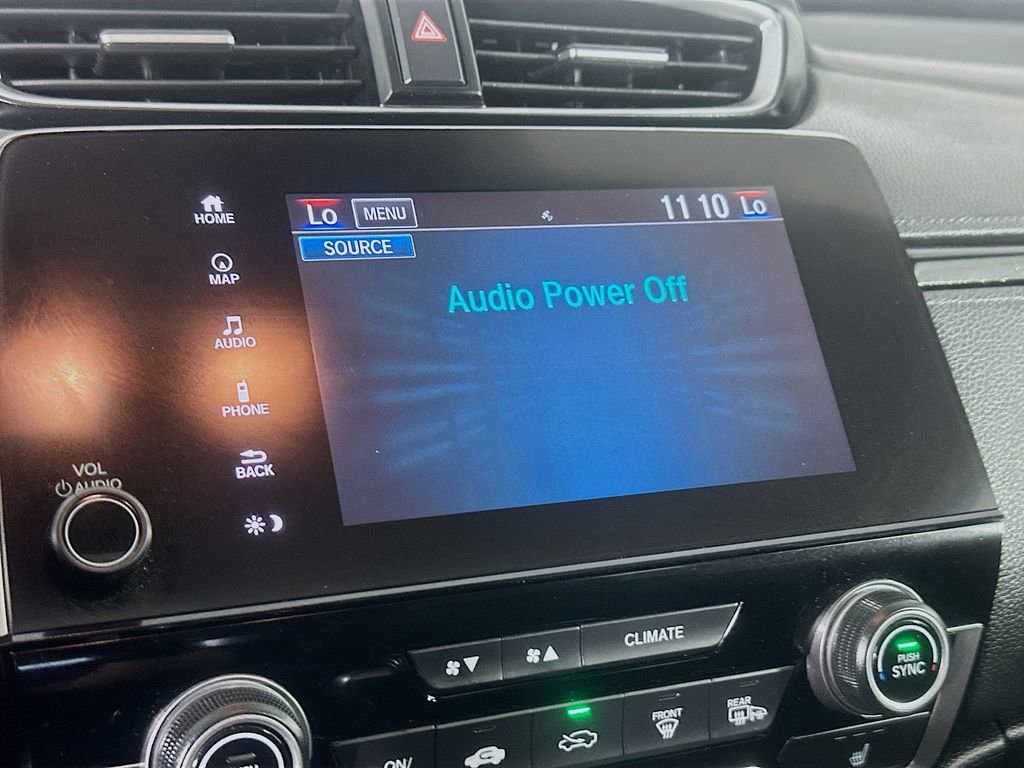 HOME
MAP
AUDIO
PHONE
BACK
VOL
AUDIO
Lo MENU 11 10 Lo
SOURCE
Audio Power Off
CLIMATE
PUSH
SYNC
ON/
FRONT
REAR